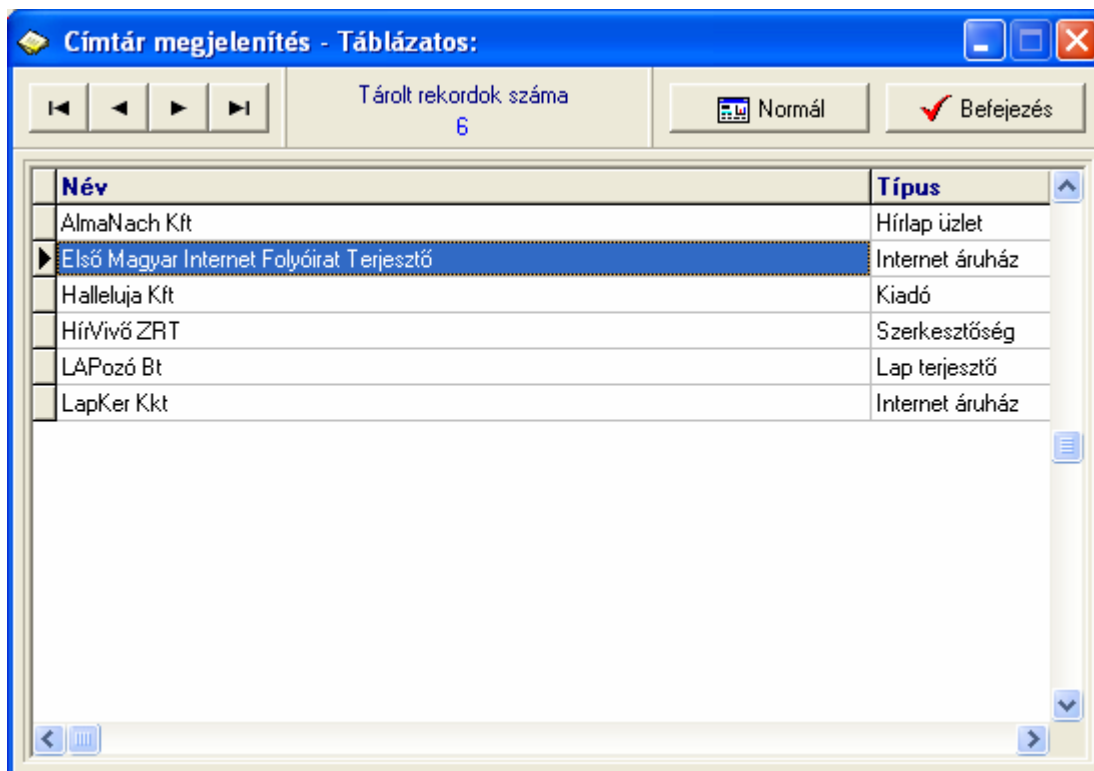 Címtár megjelenítés - Táblázatos:
Tárolt rekordok száma
6
Normál
Befejezés
Név Típus
AlmaNach Kft Hírlap üzlet
Első Magyar Internet Folyóirat Terjesztő Internet áruház
Halleluja Kft Kiadó
HírVivő ZRT Szerkesztőség
LAPozó Bt Lap terjesztő
LapKer Kkt Internet áruház